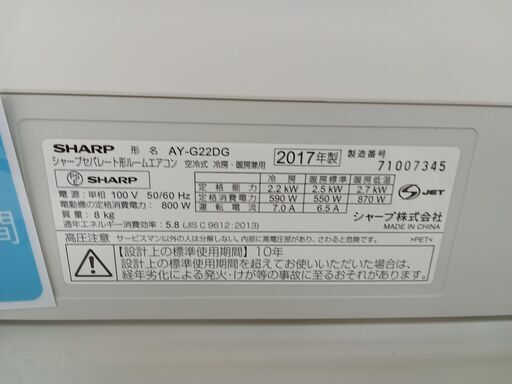 SHARP 形名 AY-G22DG 2017年製 製造番号
シャープセパレート形ルームエアコン 空冷式 冷房・暖房兼用 71007345
PSE SHARP
冷房 暖房標準 暖房低温
定格能力 2.2 kW 2.5 kW 2.7 kW
電源:単相 100 V 50/60 Hz 定格消費電力 590 W 550 W 870 W JET
電動機の定格消費電力: 800 W 運転電流 7.0 A 6.5 A
質量:8 kg シャープ株式会社
通年エネルギー消費効率:5.8 (JIS C 9612:2013) MADE IN CHINA
高圧注意 サービスマン以外の人は分解しないでください、内部に高電圧部があり、さわると危険です。 >PET<
【設計上の標準使用期間】10年
設計上の標準使用期間を超えてお使いいただいた場合は、
経年劣化による発火・けが等の事故に至るおそれがあります。
間